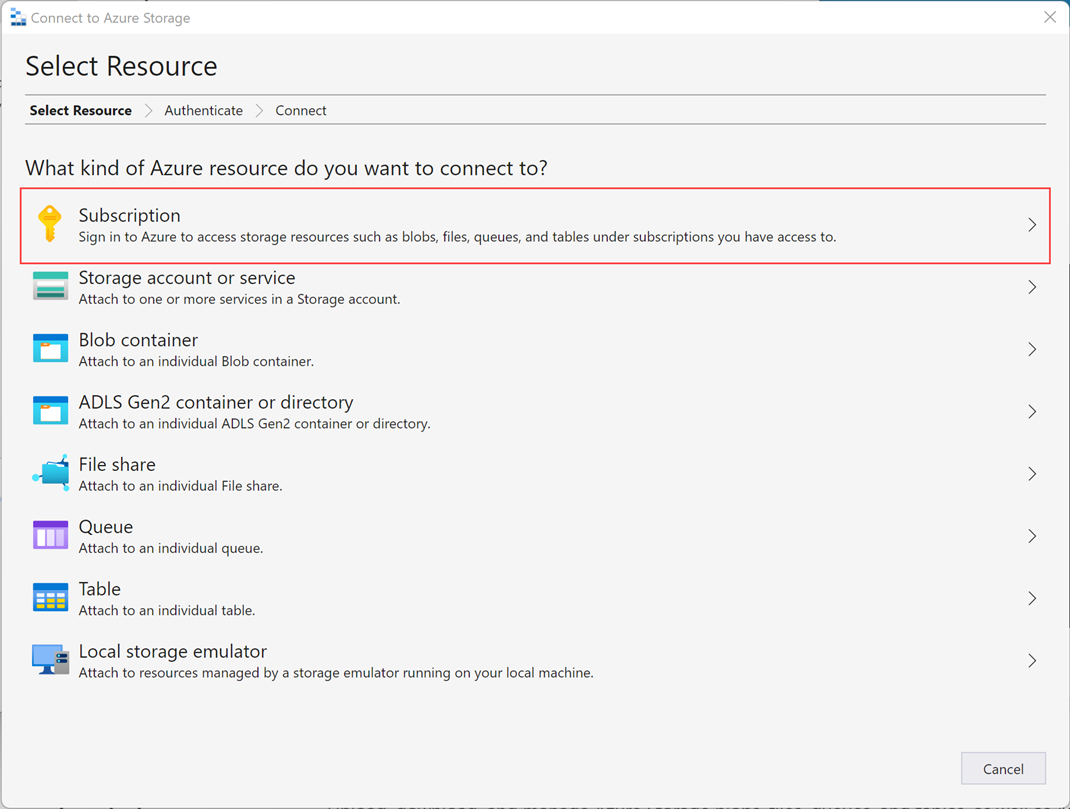 Connect to Azure Storage
Select Resource
Select Resource Authenticate Connect
What kind of Azure resource do you want to connect to?
Subscription
Sign in to Azure to access storage resources such as blobs, files, queues, and tables under subscriptions you have access to.
Storage account or service
Attach to one or more services in a Storage account.
Blob container
Attach to an individual Blob container.
ADLS Gen2 container or directory
Attach to an individual ADLS Gen2 container or directory.
File share
Attach to an individual File share.
Queue
Attach to an individual queue.
Table
Attach to an individual table.
Local storage emulator
Attach to resources managed by a storage emulator running on your local machine.
Cancel